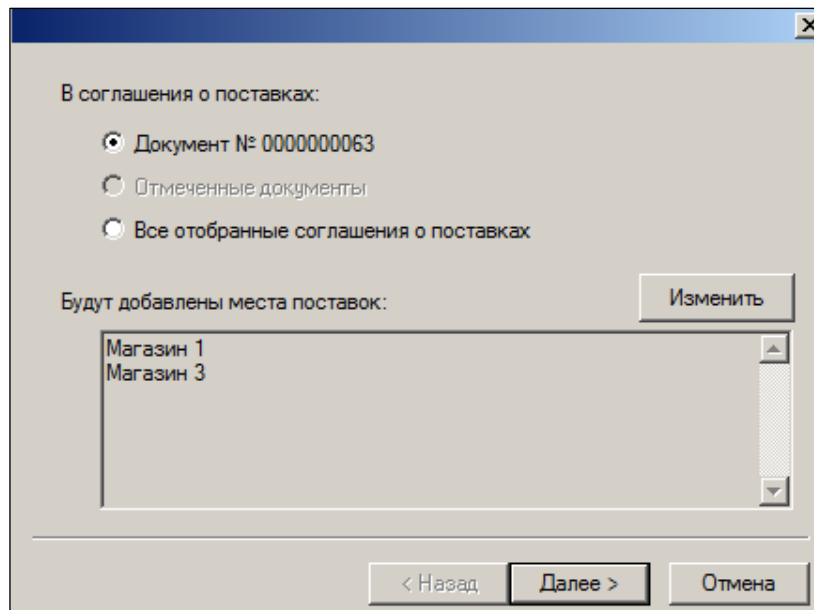 В соглашения о поставках:
Документ № 0000000063
Отмеченные документы
Все отобранные соглашения о поставках
Будут добавлены места поставок:
Изменить
Магазин 1
Магазин 3
< Назад
Далее >
Отмена